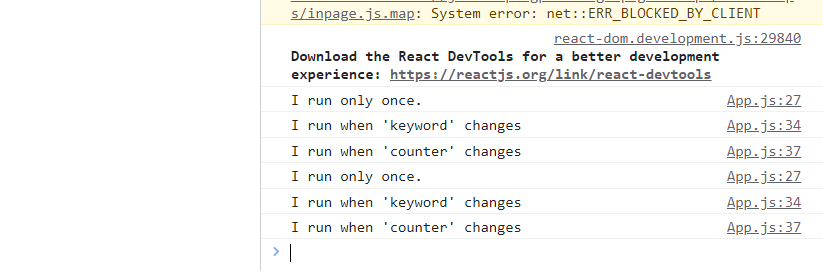 s/inpage.js.map: System error: net::ERR_BLOCKED_BY_CLIENT
react-dom.development.js:29840
Download the React DevTools for a better development
experience: https://reactjs.org/link/react-devtools
I run only once. App.js:27
I run when 'keyword' changes App.js:34
I run when 'counter' changes App.js:37
I run only once. App.js:27
I run when 'keyword' changes App.js:34
I run when 'counter' changes App.js:37
>